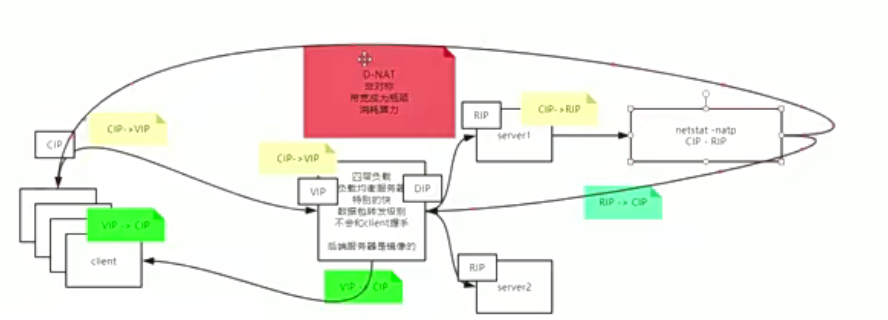 D-NAT
非对称
带宽成为瓶颈
消耗算力
RIP
CIP->RIP
server1
netstat -natp
CIP - RIP
CIP->VIP
CIP
CIP->VIP
VIP
DIP
四层负载
负载均衡服务器
特别的快
数据包转发级别
不会和client握手
后端服务器是镜像的
RIP -> CIP
VIP -> CIP
client
VIP -> CIP
RIP
server2